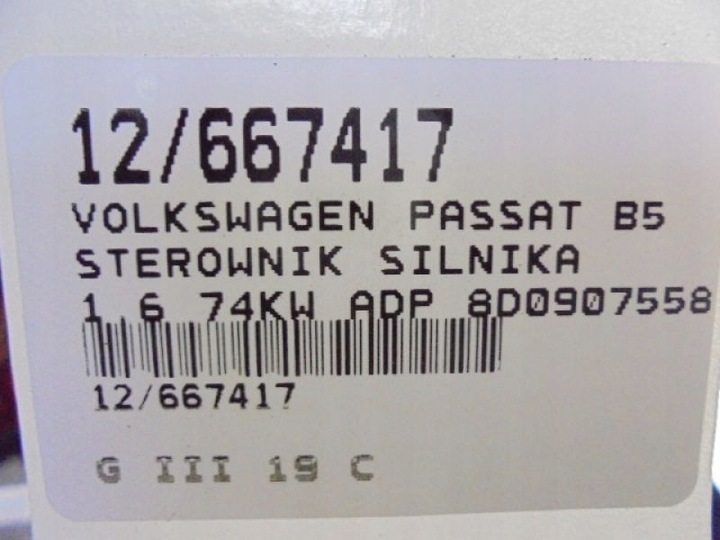 12/667417
VOLKSWAGEN PASSAT B5
STEROWNIK SILNIKA
1.6 74KW ADP 8D0907558
12/667417
G III 19 C